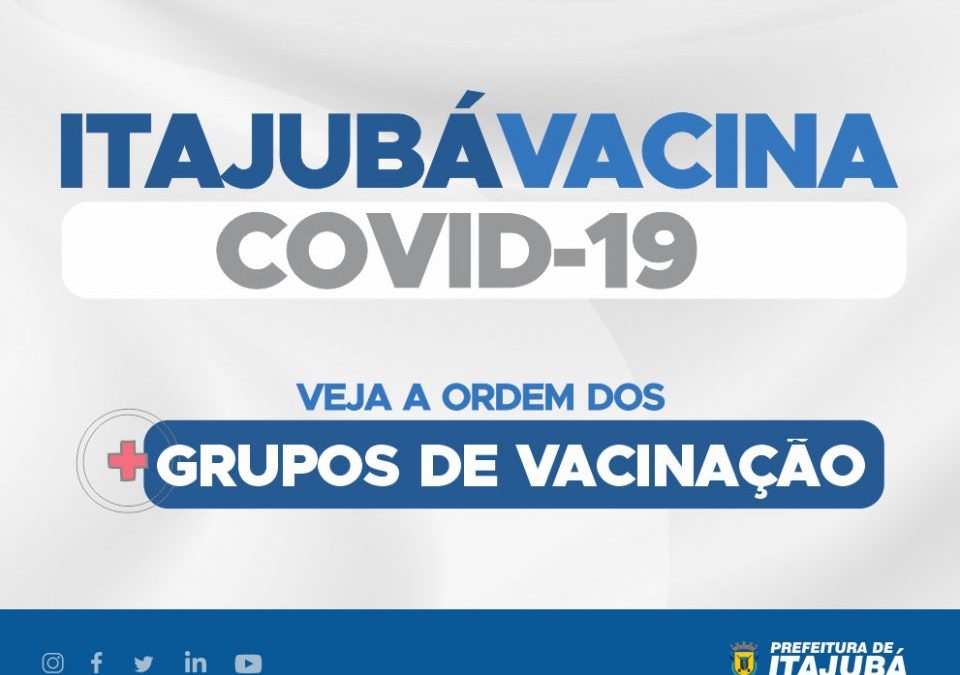 ITAJUBÁVACINA
COVID-19
VEJA A ORDEM DOS
GRUPOS DE VACINAÇÃO
PREFEITURA DE
ITAJUBÁ